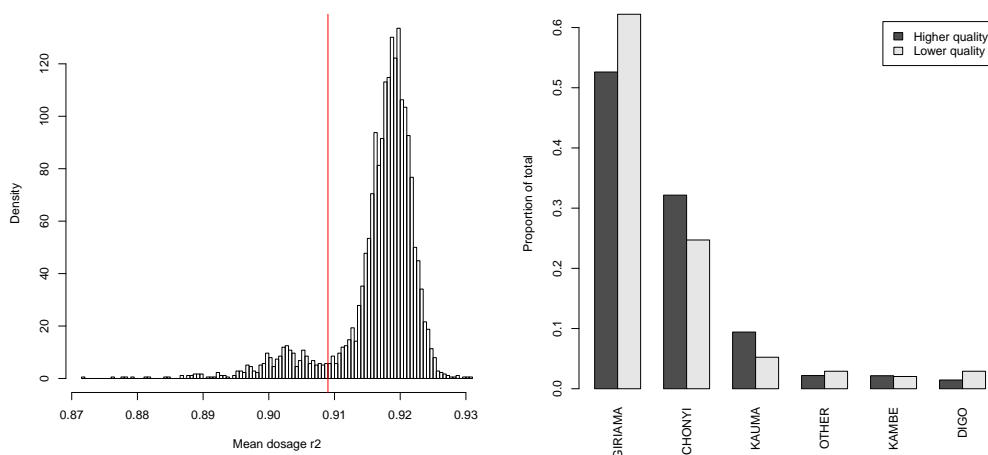 Density
0 20 40 60 80 100 120
0.87 0.88 0.89 0.90 0.91 0.92 0.93
Mean dosage r2
Proportion of total
0.0 0.1 0.2 0.3 0.4 0.5 0.6
Higher quality
Lower quality
GIRIAMA
CHONYI
KAUMA
OTHER
KAMBE
DIGO